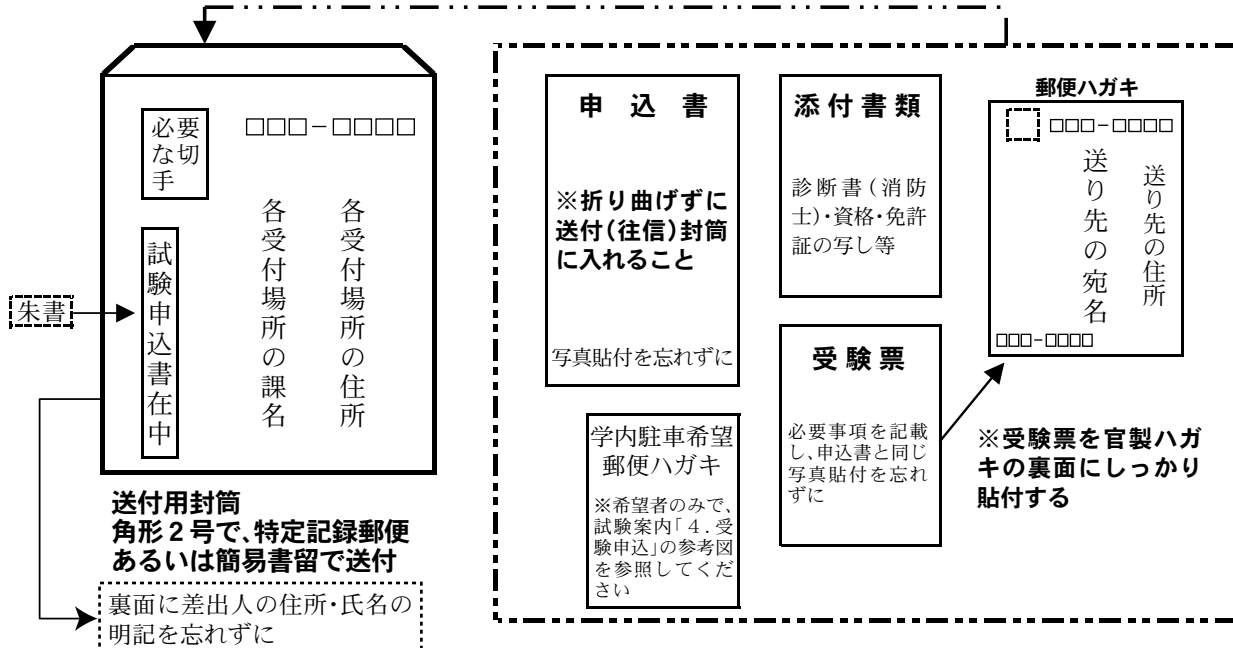 必要
な切
手
□□□-□□□□
各受付場所の住所
各受付場所の課名
試験申込書在中
朱書
送付用封筒
角形2号で、特定記録郵便
あるいは簡易書留で送付
裏面に差出人の住所・氏名の
明記を忘れずに
申込書
※折り曲げずに
送付(往信)封筒
に入れること
写真貼付を忘れずに
学内駐車希望
郵便ハガキ
※希望者のみで、
試験案内「4.受
験申込」の参考図
を参照してくだ
さい
添付書類
診断書(消防
士)・資格・免許
証の写し等
受験票
必要事項を記載
し、申込書と同じ
写真貼付を忘れ
ずに
郵便ハガキ
□□□-□□□□
送り先の住所
送り先の宛名
□□□-□□□□
※受験票を官製ハガ
キの裏面にしっかり
貼付する